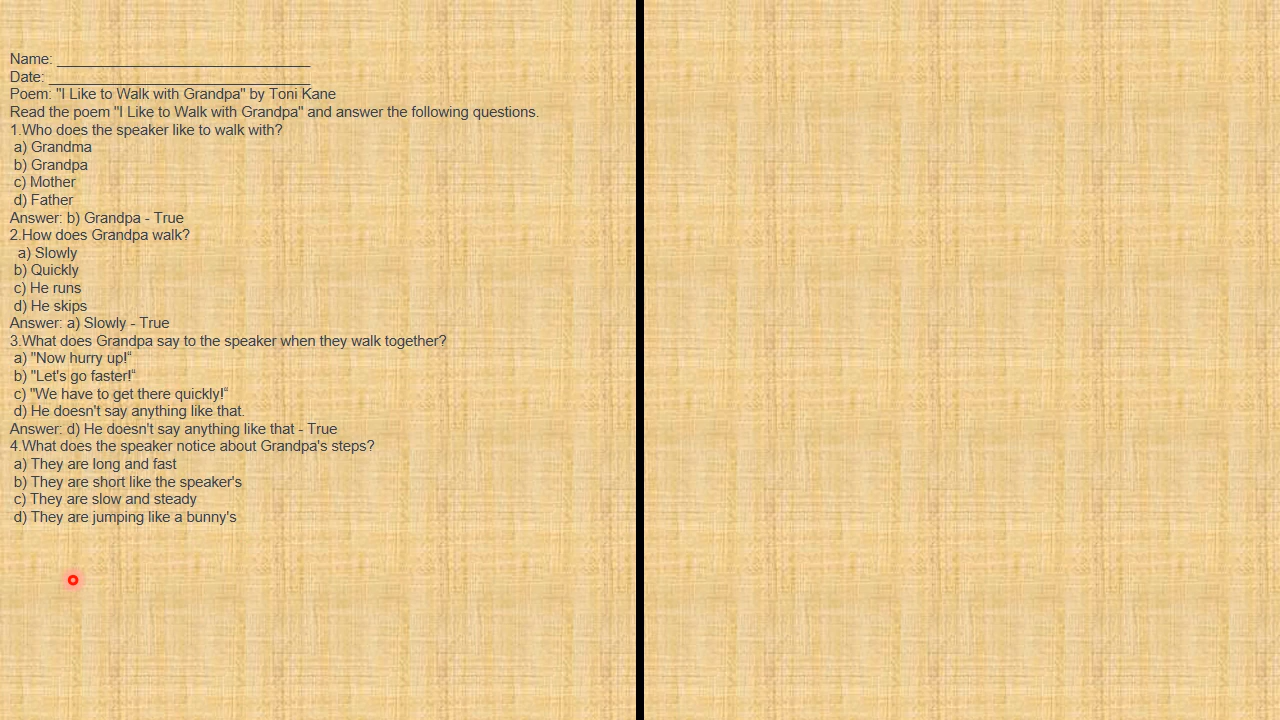 Name: _______________________________
Date: ________________________________
Poem: "I Like to Walk with Grandpa" by Toni Kane
Read the poem "I Like to Walk with Grandpa" and answer the following questions.
1.Who does the speaker like to walk with?
a) Grandma
b) Grandpa
c) Mother
d) Father
Answer: b) Grandpa - True
2.How does Grandpa walk?
a) Slowly
b) Quickly
c) He runs
d) He skips
Answer: a) Slowly - True
3.What does Grandpa say to the speaker when they walk together?
a) "Now hurry up!“
b) "Let's go faster!“
c) "We have to get there quickly!“
d) He doesn't say anything like that.
Answer: d) He doesn't say anything like that - True
4.What does the speaker notice about Grandpa's steps?
a) They are long and fast
b) They are short like the speaker's
c) They are slow and steady
d) They are jumping like a bunny's